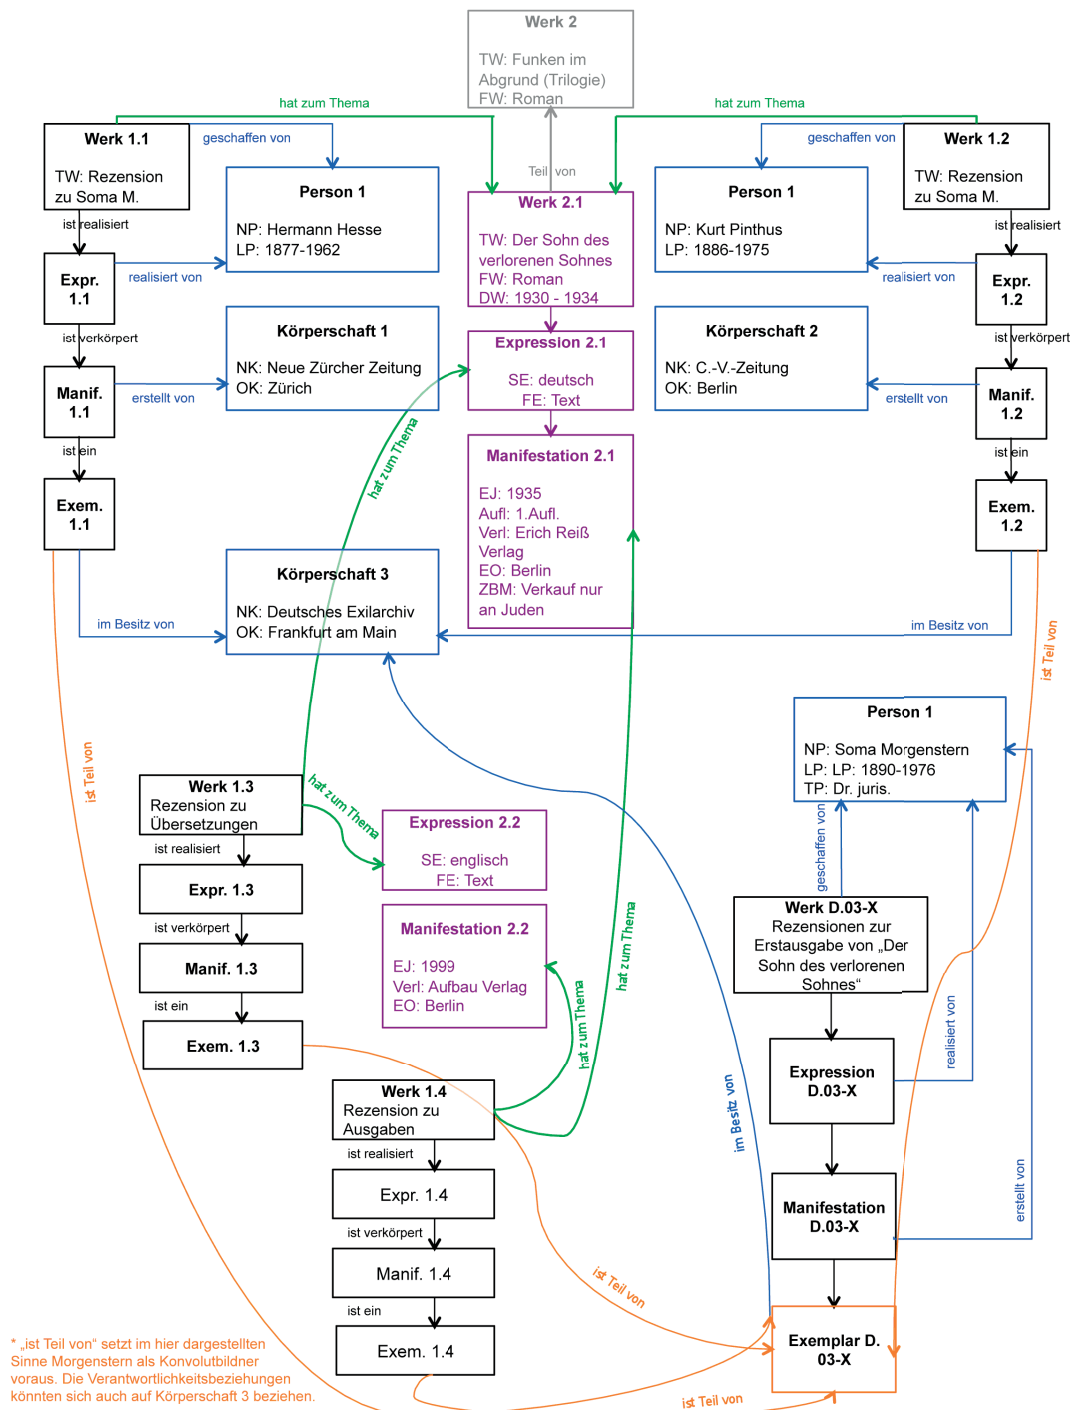 Werk 2
TW: Funken im
Abgrund (Trilogie)
FW: Roman
hat zum Thema
hat zum Thema
Werk 1.1
TW: Rezension
zu Soma M.
geschaffen von
geschaffen von
Werk 1.2
TW: Rezension
zu Soma M.
Teil von
Person 1
NP: Hermann Hesse
LP: 1877-1962
Werk 2.1
TW: Der Sohn des
verlorenen Sohnes
FW: Roman
DW: 1930 - 1934
Person 1
NP: Kurt Pinthus
LP: 1886-1975
ist realisiert
ist realisiert
Expr.
1.1
realisiert von
realisiert von
Expr.
1.2
ist verkörpert
ist verkörpert
Körperschaft 1
NK: Neue Zürcher Zeitung
OK: Zürich
Expression 2.1
SE: deutsch
FE: Text
Körperschaft 2
NK: C.-V.-Zeitung
OK: Berlin
Manif.
1.1
erstellt von
erstellt von
Manif.
1.2
hat zum Thema
ist ein
ist ein
Manifestation 2.1
EJ: 1935
Aufl: 1.Aufl.
Verl: Erich Reiß
Verlag
EO: Berlin
ZBM: Verkauf nur
an Juden
Exem.
1.1
Exem.
1.2
Körperschaft 3
NK: Deutsches Exilarchiv
OK: Frankfurt am Main
im Besitz von
im Besitz von
ist Teil von
ist Teil von
Person 1
NP: Soma Morgenstern
LP: LP: 1890-1976
TP: Dr. juris.
Werk 1.3
Rezension zu
Übersetzungen
hat zum Thema
Expression 2.2
SE: englisch
FE: Text
geschaffen von
ist realisiert
Expr. 1.3
ist verkörpert
Manif. 1.3
ist ein
Exem. 1.3
Manifestation 2.2
EJ: 1999
Verl: Aufbau Verlag
EO: Berlin
hat zum Thema
hat zum Thema
Werk D.03-X
Rezensionen zur
Erstausgabe von „Der
Sohn des verlorenen
Sohnes“
realisiert von
Expression
D.03-X
Werk 1.4
Rezension zu
Ausgaben
im Besitz von
ist realisiert
Expr. 1.4
ist verkörpert
Manif. 1.4
ist ein
Exem. 1.4
Manifestation
D.03-X
erstellt von
ist Teil von
Exemplar D.
03-X
ist Teil von
* „ist Teil von“ setzt im hier dargestellten
Sinne Morgenstern als Konvolutbildner
voraus. Die Verantwortlichkeitsbeziehungen
könnten sich auch auf Körperschaft 3 beziehen.